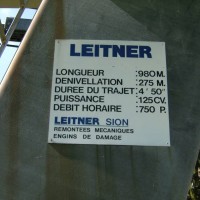 LEITNER
LONGUEUR :980M.
DENIVELLATION :275 M.
DUREE DU TRAJET:4' 50"
PUISSANCE :125CV.
DEBIT HORAIRE :750 P.
LEITNER SION
REMONTEES MECANIQUES
ENGINS DE DAMAGE